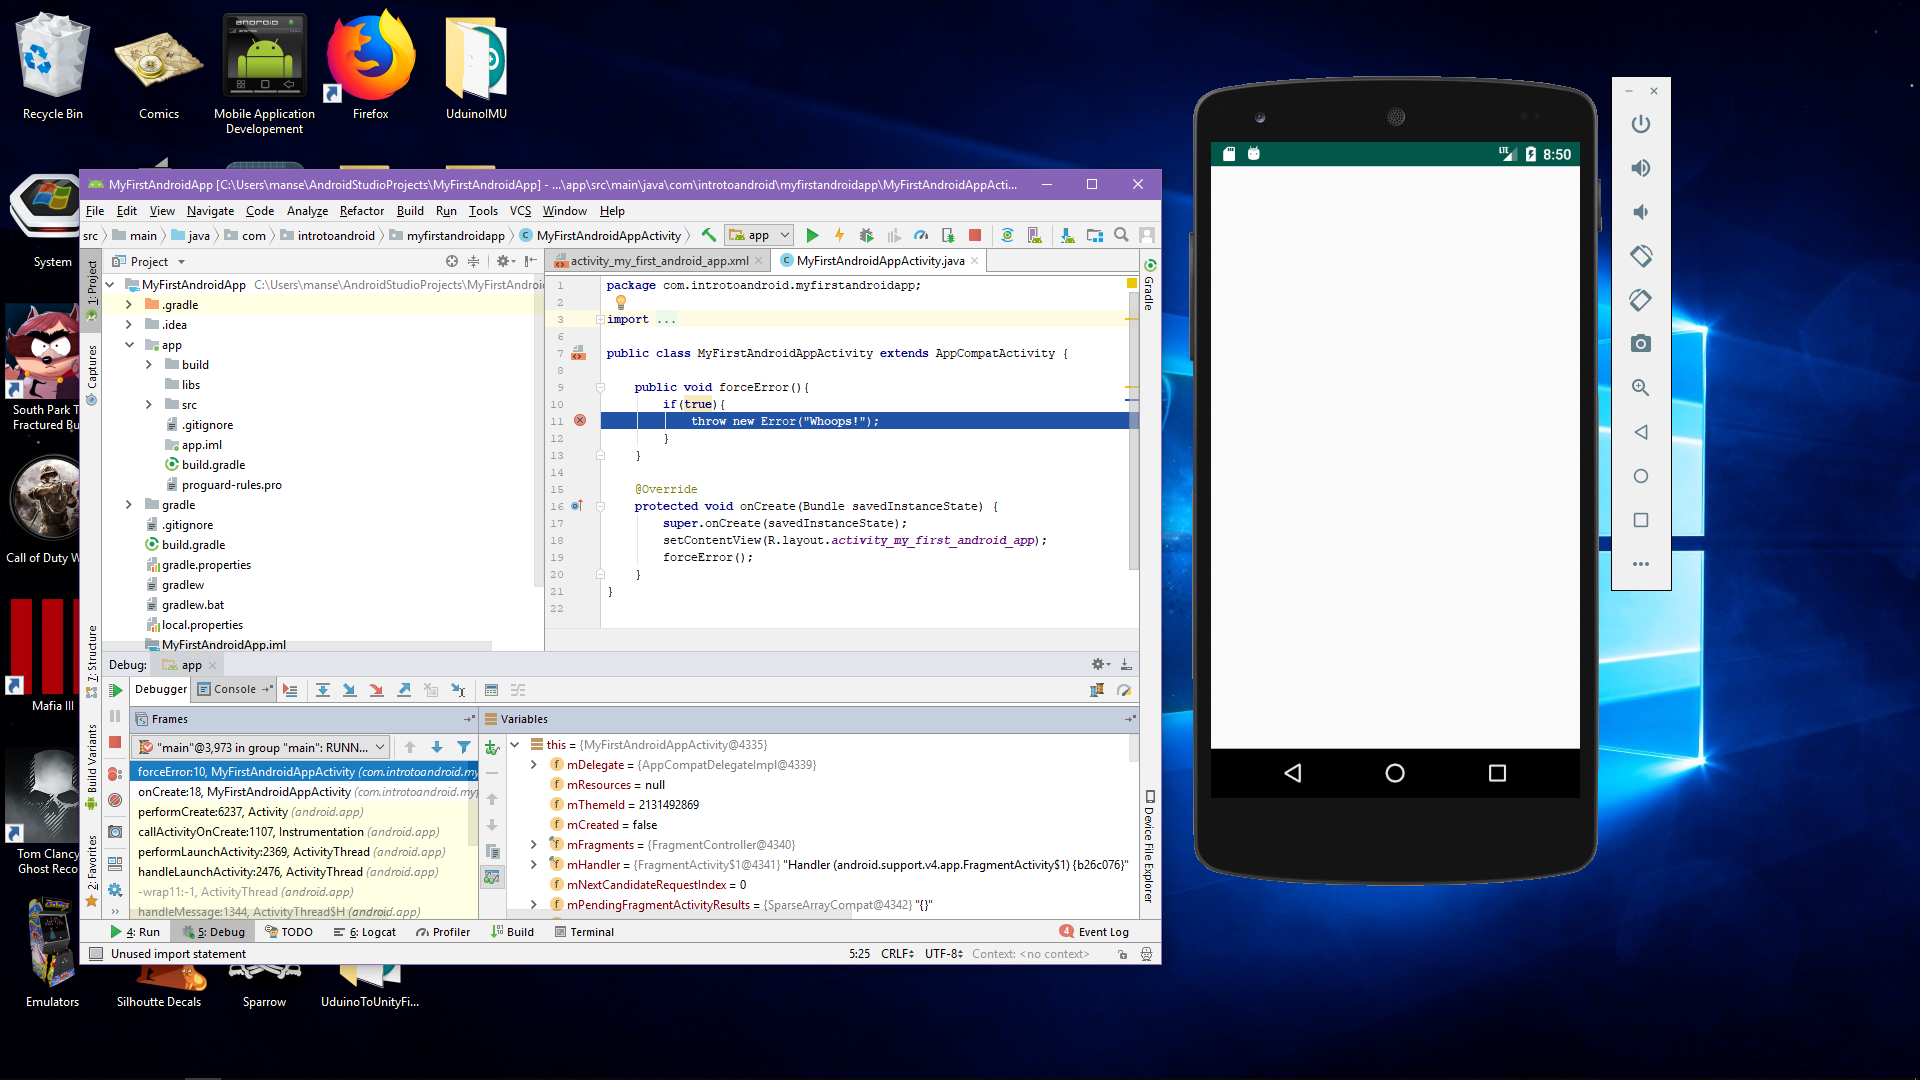 Recycle Bin
Comics
Mobile Application
Developement
Firefox
UduinoIMU
System
South Park T
Fractured Bu
Call of Duty W
Mafia III
Tom Clancy
Ghost Reco
Emulators
Silhoutte Decals
Sparrow
UduinoToUnityFi...
MyFirstAndroidApp [C:\Users\manse\AndroidStudioProjects\MyFirstAndroidApp] - ...\app\src\main\java\com\introtoandroid\myfirstandroidapp\MyFirstAndroidAppActi...
File Edit View Navigate Code Analyze Refactor Build Run Tools VCS Window Help
src main java com introtoandroid myfirstandroidapp MyFirstAndroidAppActivity app
1: Project
Captures
7: Structure
Build Variants
2: Favorites
Project
MyFirstAndroidApp C:\Users\manse\AndroidStudioProjects\MyFirstAndroi
.gradle
.idea
app
build
libs
src
.gitignore
app.iml
build.gradle
proguard-rules.pro
gradle
.gitignore
build.gradle
gradle.properties
gradlew
gradlew.bat
local.properties
MyFirstAndroidApp.iml
activity_my_first_android_app.xml MyFirstAndroidAppActivity.java
1 package com.introtoandroid.myfirstandroidapp;
2
3 import ...
6
7 public class MyFirstAndroidAppActivity extends AppCompatActivity {
8
9 public void forceError(){
10 if(true){
11 throw new Error("Whoops!");
12 }
13 }
14
15 @Override
16 protected void onCreate(Bundle savedInstanceState) {
17 super.onCreate(savedInstanceState);
18 setContentView(R.layout.activity_my_first_android_app);
19 forceError();
20 }
21 }
22
Gradle
Device File Explorer
Debug: app
Debugger Console
Frames
"main"@3,973 in group "main": RUNN...
forceError:10, MyFirstAndroidAppActivity (com.introtoandroid.my
onCreate:18, MyFirstAndroidAppActivity (com.introtoandroid.my
performCreate:6237, Activity (android.app)
callActivityOnCreate:1107, Instrumentation (android.app)
performLaunchActivity:2369, ActivityThread (android.app)
handleLaunchActivity:2476, ActivityThread (android.app)
-wrap11:-1, ActivityThread (android.app)
handleMessage:1344, ActivityThread$H (android.app)
Variables
this = {MyFirstAndroidAppActivity@4335}
mDelegate = {AppCompatDelegateImpl@4339}
mResources = null
mThemeId = 2131492869
mCreated = false
mFragments = {FragmentController@4340}
mHandler = {FragmentActivity$1@4341} "Handler (android.support.v4.app.FragmentActivity$1) {b26c076}"
mNextCandidateRequestIndex = 0
mPendingFragmentActivityResults = {SparseArrayCompat@4342} "{}"
4: Run 5: Debug TODO 6: Logcat Profiler Build Terminal 4 Event Log
Unused import statement 5:25 CRLF UTF-8 Context: <no context>
LTE 8:50